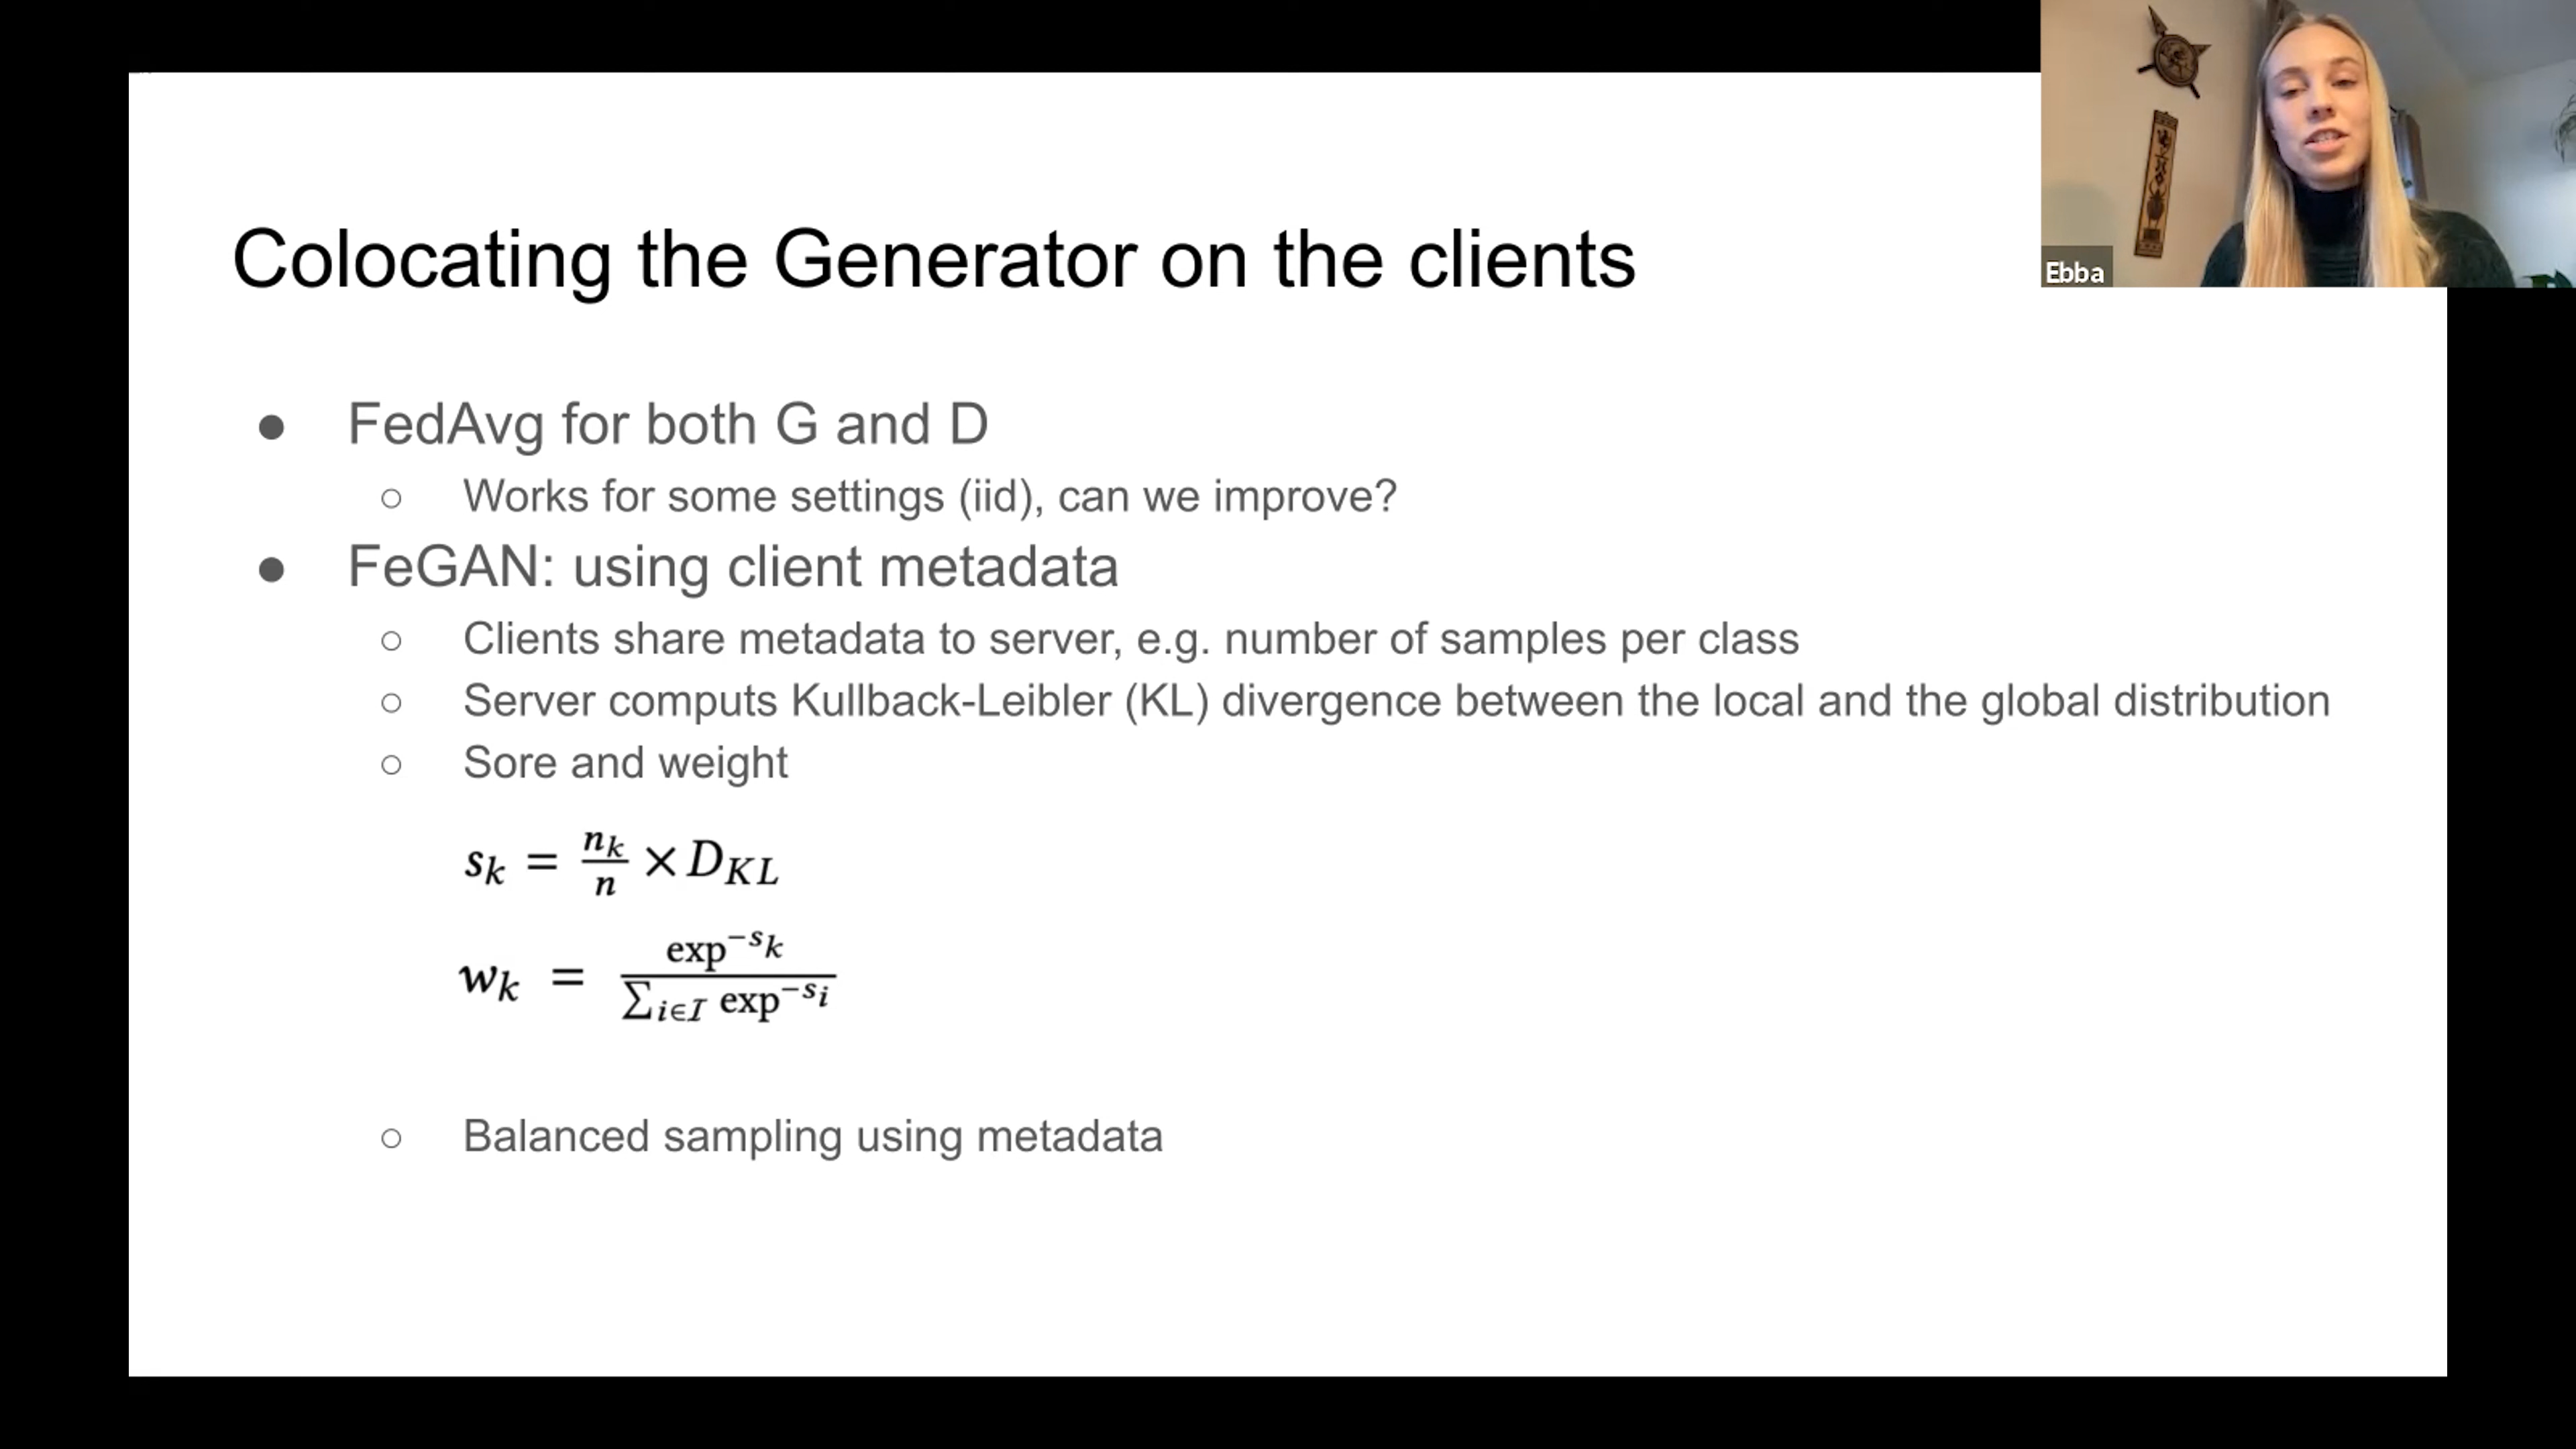 Colocating the Generator on the clients
Ebba
● FedAvg for both G and D
○ Works for some settings (iid), can we improve?
● FeGAN: using client metadata
○ Clients share metadata to server, e.g. number of samples per class
○ Server computs Kullback-Leibler (KL) divergence between the local and the global distribution
○ Sore and weight
s_k = n_k/n × D_{KL}
w_k = exp^{-s_k} / ∑_{i∈I} exp^{-s_i}
○ Balanced sampling using metadata